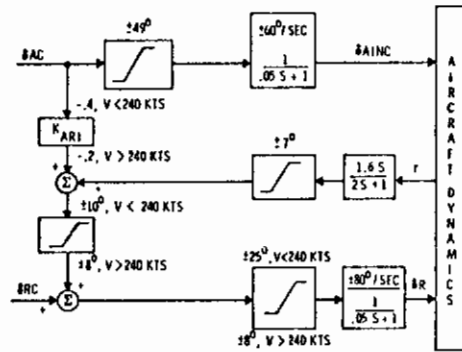 ±49°
±60°/SEC
δAC
1
.05 S + 1
δAINC
-.4, V < 240 KTS
K_ARI
-.2, V > 240 KTS
±7°
+
Σ
+
1.6 S
2 S + 1
r
±10°, V < 240 KTS
±8°, V > 240 KTS
±25°, V < 240 KTS
±80°/SEC
δRC
+
Σ
+
1
.05 S + 1
δR
±8°, V > 240 KTS
AIRCRAFT DYNAMICS